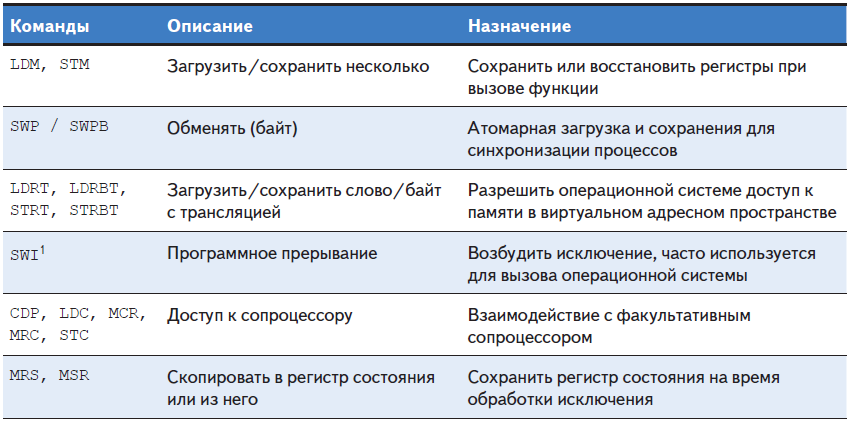 Команды Описание Назначение
LDM, STM Загрузить/сохранить несколько Сохранить или восстановить регистры при
вызове функции
SWP / SWPB Обменять (байт) Атомарная загрузка и сохранения для
синхронизации процессов
LDRT, LDRBT, Загрузить/сохранить слово/байт Разрешить операционной системе доступ к
STRT, STRBT с трансляцией памяти в виртуальном адресном пространстве
SWI¹ Программное прерывание Возбудить исключение, часто используется
для вызова операционной системы
CDP, LDC, MCR, Доступ к сопроцессору Взаимодействие с факультативным
MRC, STC сопроцессором
MRS, MSR Скопировать в регистр состояния Сохранить регистр состояния на время
или из него обработки исключения